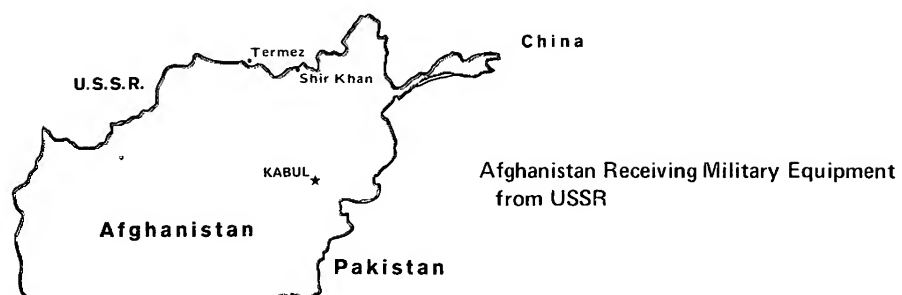 China
Termez
Shir Khan
U.S.S.R.
KABUL
Afghanistan Receiving Military Equipment
from USSR
Afghanistan
Pakistan